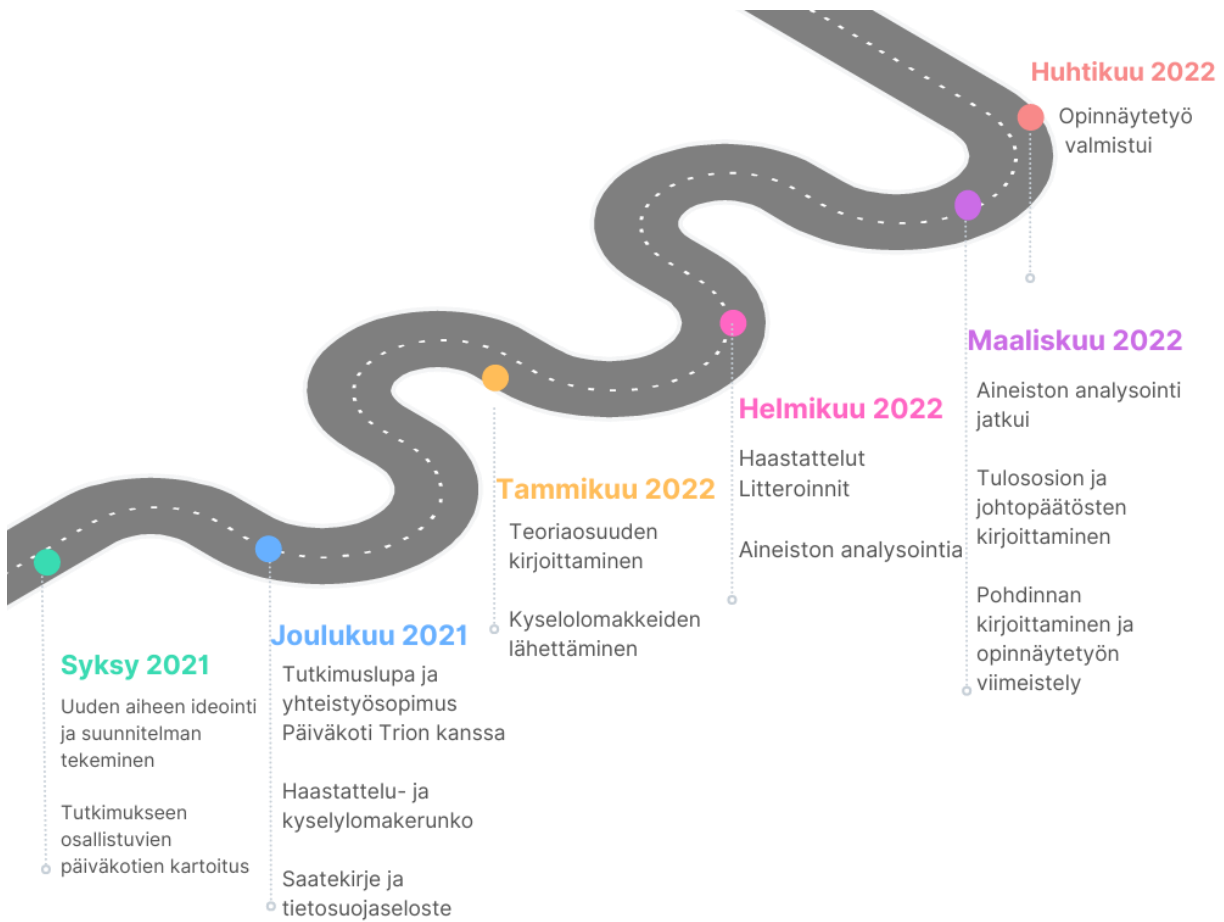 Syksy 2021
Uuden aiheen ideointi
ja suunnitelman
tekeminen
Tutkimukseen
osallistuvien
päiväkotien kartoitus
Joulukuu 2021
Tutkimuslupa ja
yhteistyösopimus
Päiväkoti Trion kanssa
Haastattelu- ja
kyselylomakerunko
Saatekirje ja
tietosuojaseloste
Tammikuu 2022
Teoriaosuuden
kirjoittaminen
Kyselolomakkeiden
lähettäminen
Helmikuu 2022
Haastattelut
Litteroinnit
Aineiston analysointia
Maaliskuu 2022
Aineiston analysointi
jatkui
Tulososion ja
johtopäätösten
kirjoittaminen
Pohdinnan
kirjoittaminen ja
opinnäytetyön
viimeistely
Huhtikuu 2022
Opinnäytetyö
valmistui